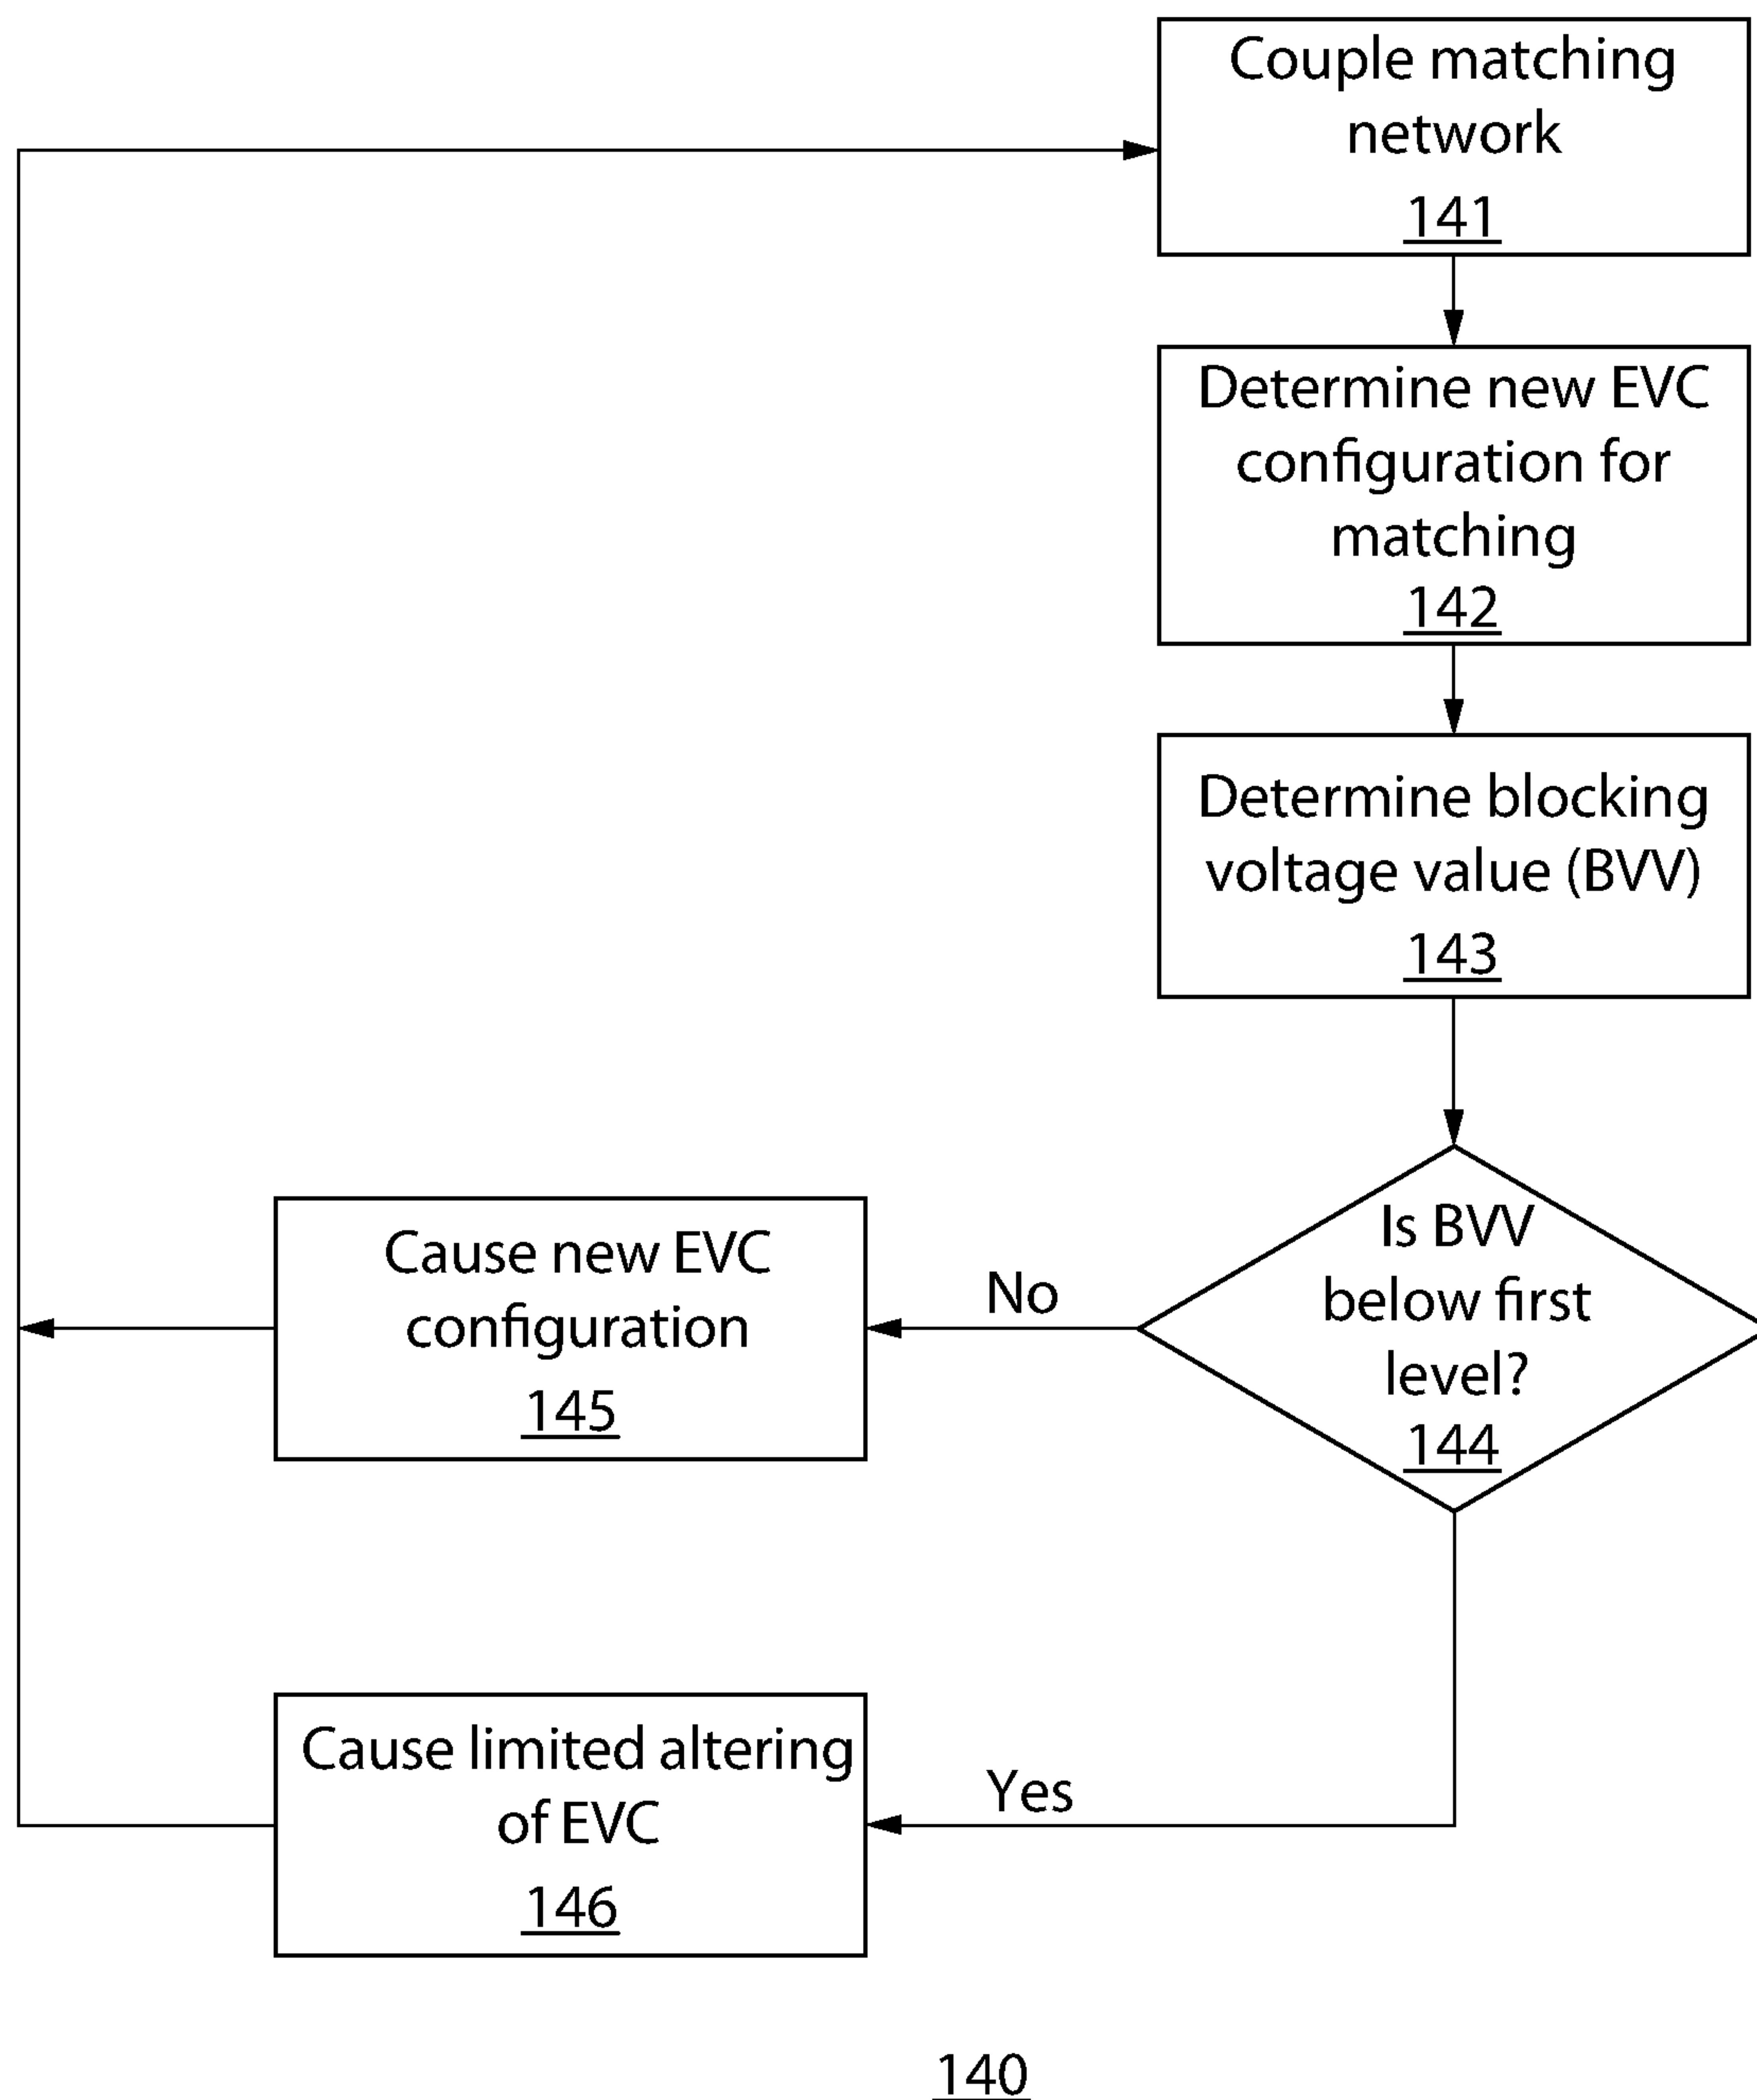 Couple matching
network
141
Determine new EVC
configuration for
matching
142
Determine blocking
voltage value (BVV)
143
Is BVV
below first
level?
144
No
Cause new EVC
configuration
145
Yes
Cause limited altering
of EVC
146
140